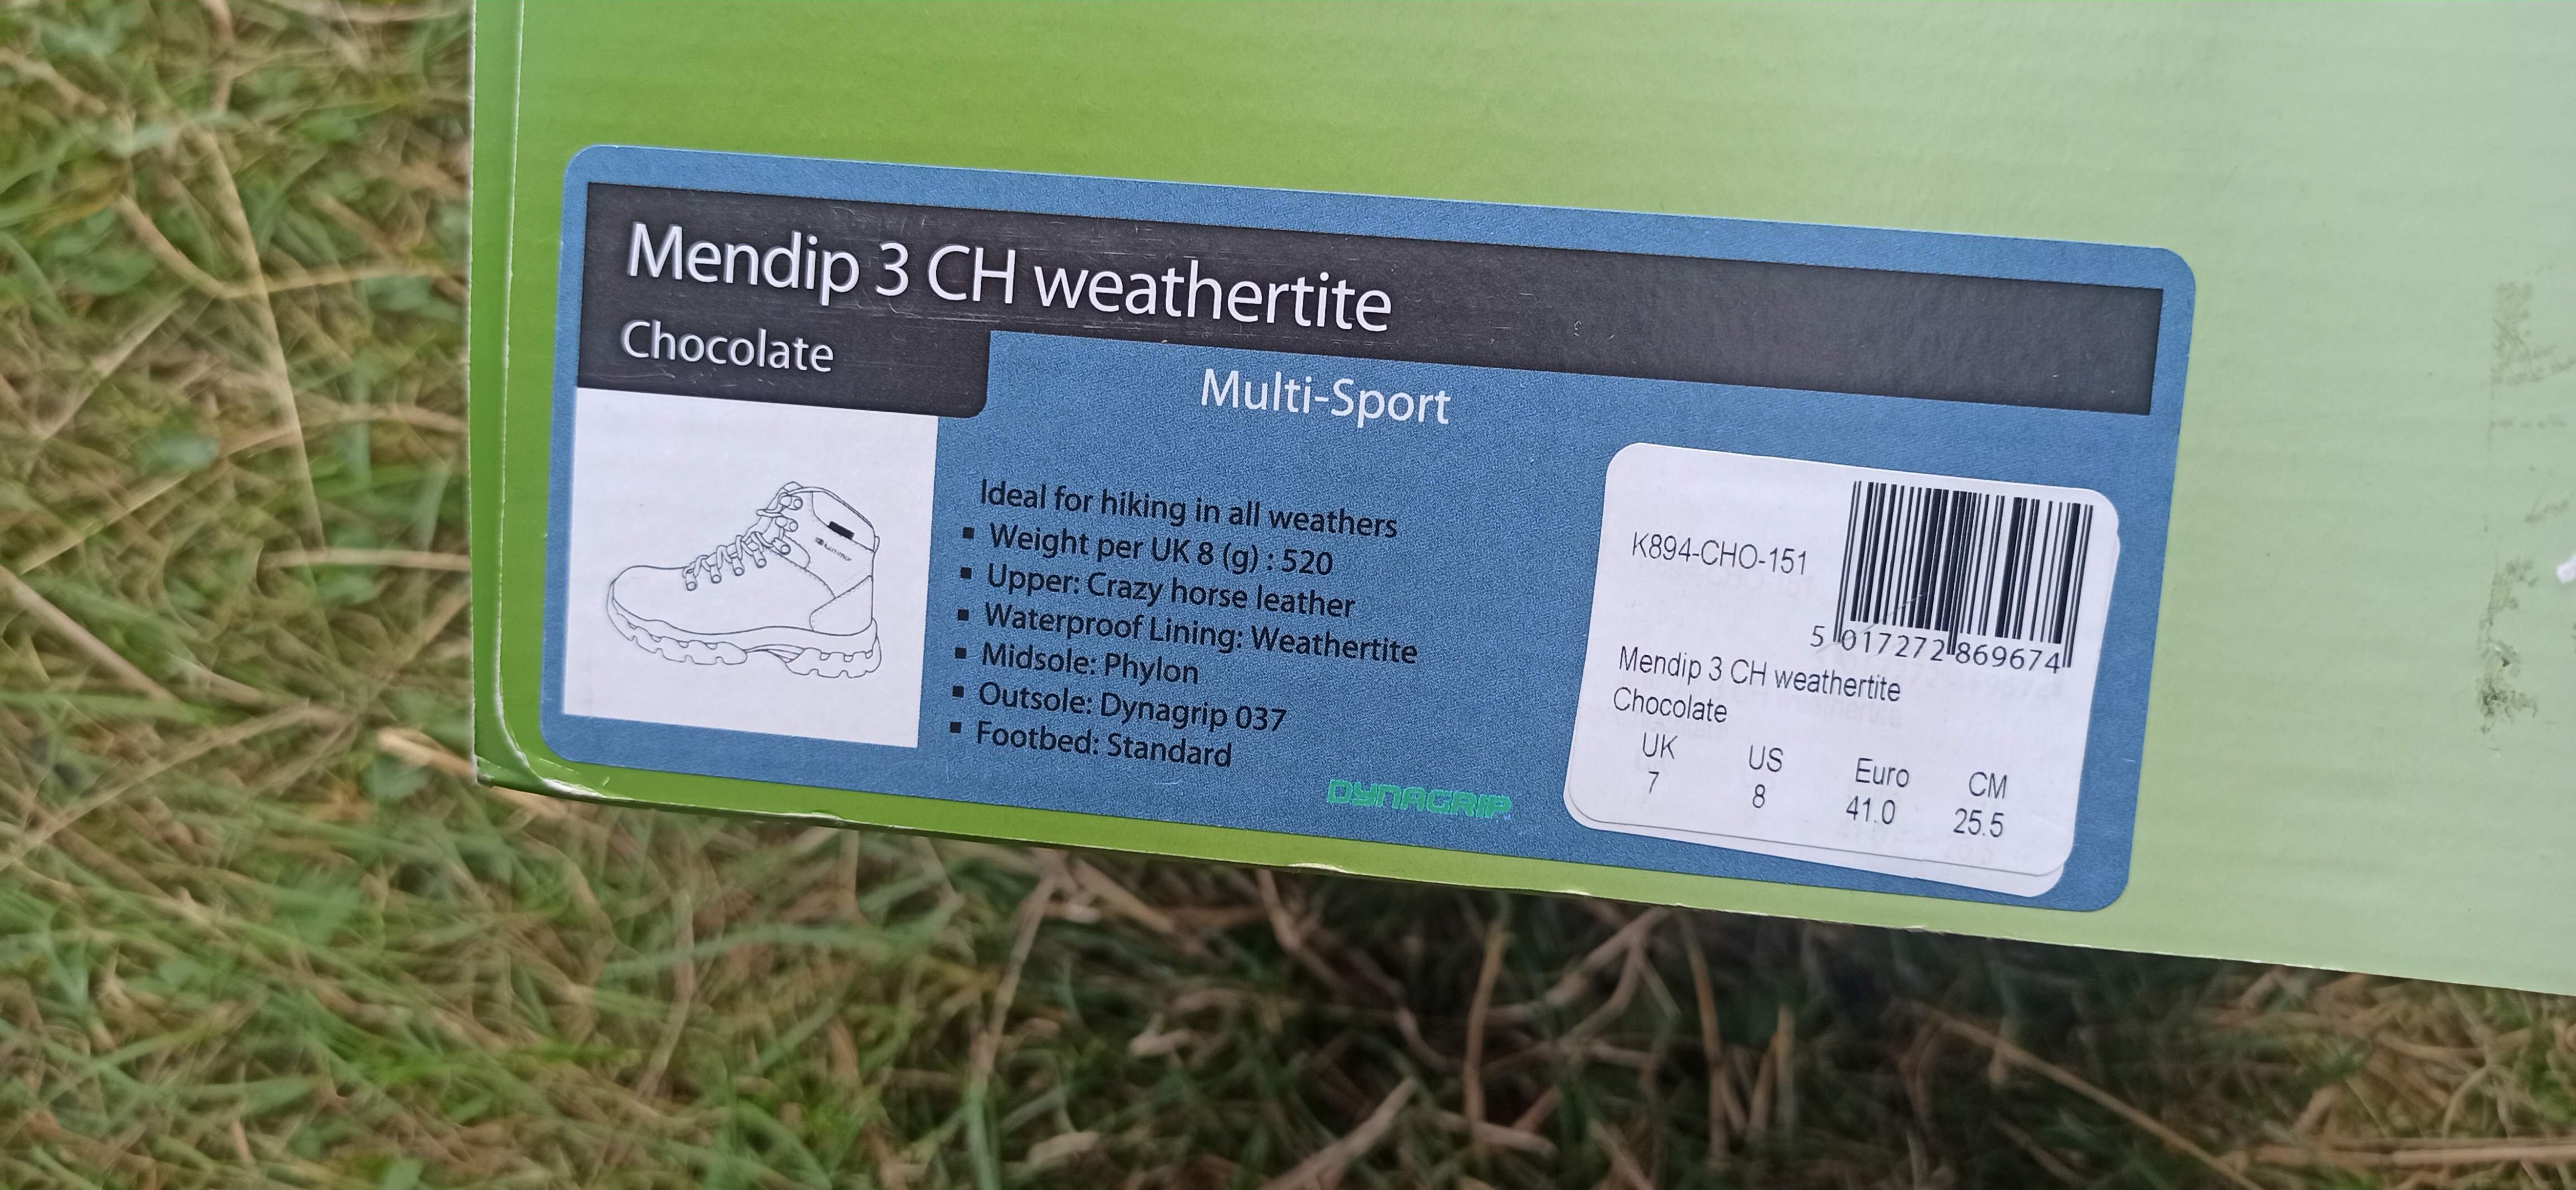 Mendip 3 CH weathertite
Chocolate
Multi-Sport
Ideal for hiking in all weathers
▪ Weight per UK 8 (g) : 520
▪ Upper: Crazy horse leather
▪ Waterproof Lining: Weathertite
▪ Midsole: Phylon
▪ Outsole: Dynagrip 037
▪ Footbed: Standard
DYNAGRIP
K894-CHO-151
5 017272 869674
Mendip 3 CH weathertite
Chocolate
UK US Euro CM
7 8 41.0 25.5